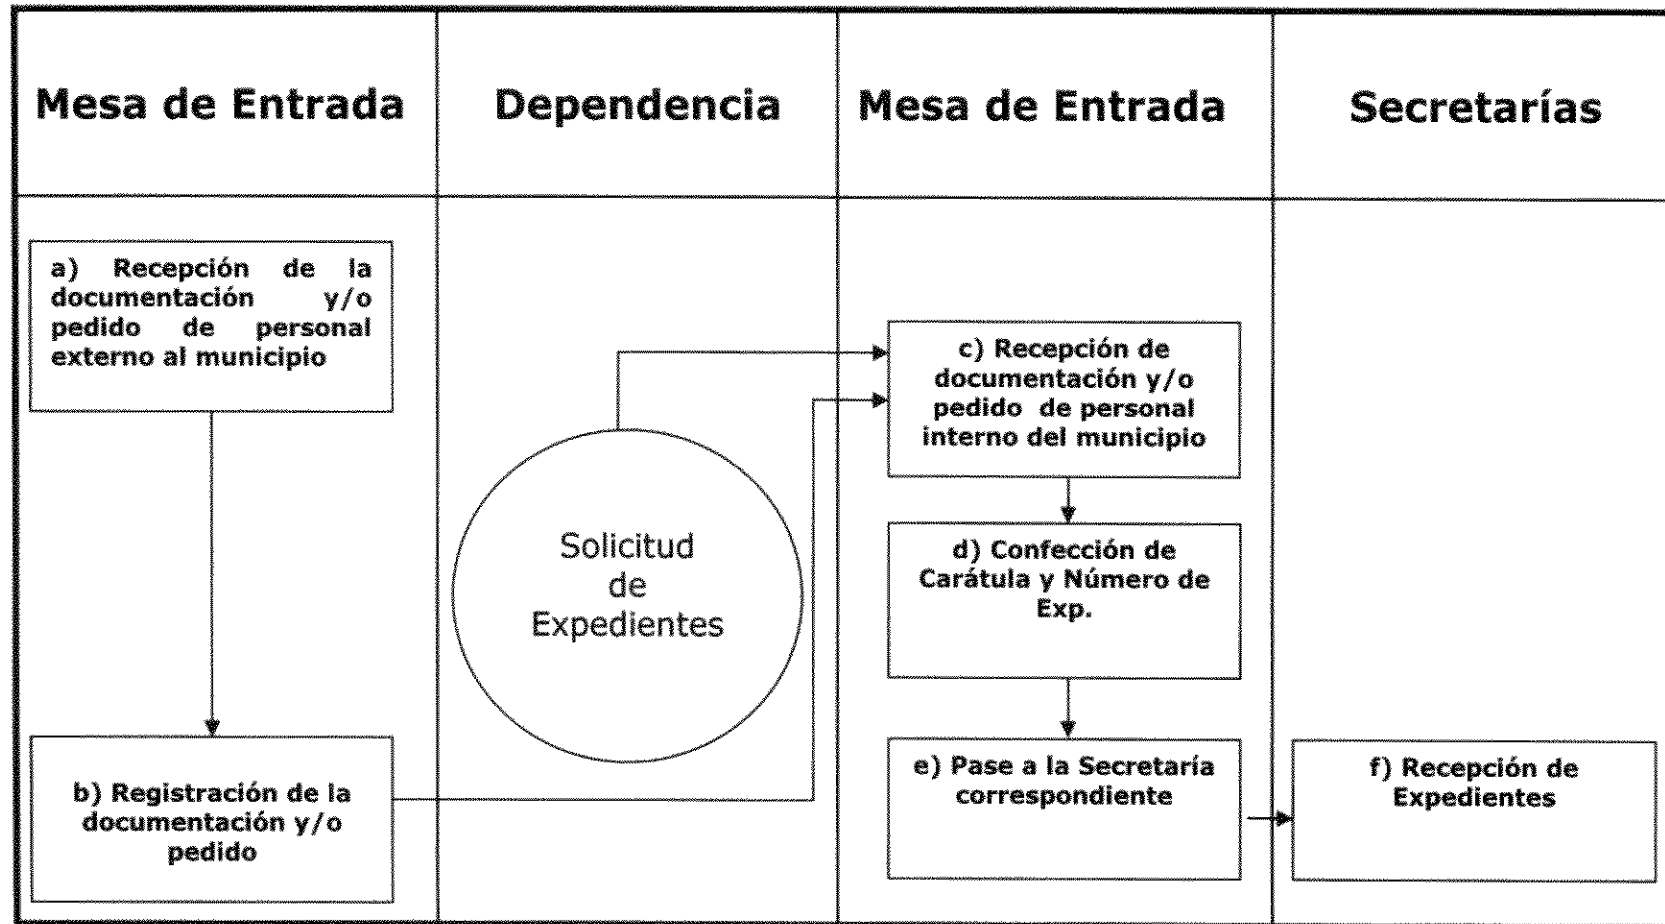 Mesa de Entrada
Dependencia
Mesa de Entrada
Secretarías
a) Recepción de la
documentación y/o
pedido de personal
externo al municipio
b) Registración de la
documentación y/o
pedido
Solicitud
de
Expedientes
c) Recepción de
documentación y/o
pedido de personal
interno del municipio
d) Confección de
Carátula y Número de
Exp.
e) Pase a la Secretaría
correspondiente
f) Recepción de
Expedientes